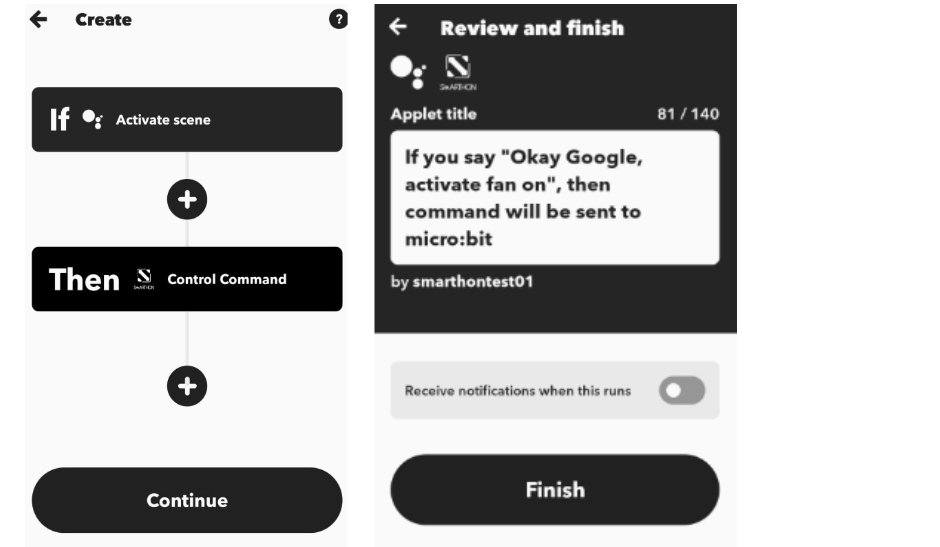 Create
?
If Activate scene
Then SMARTHON Control Command
Continue
Review and finish
SMARTHON
Applet title 81 / 140
If you say "Okay Google,
activate fan on", then
command will be sent to
micro:bit
by smarthontest01
Receive notifications when this runs
Finish